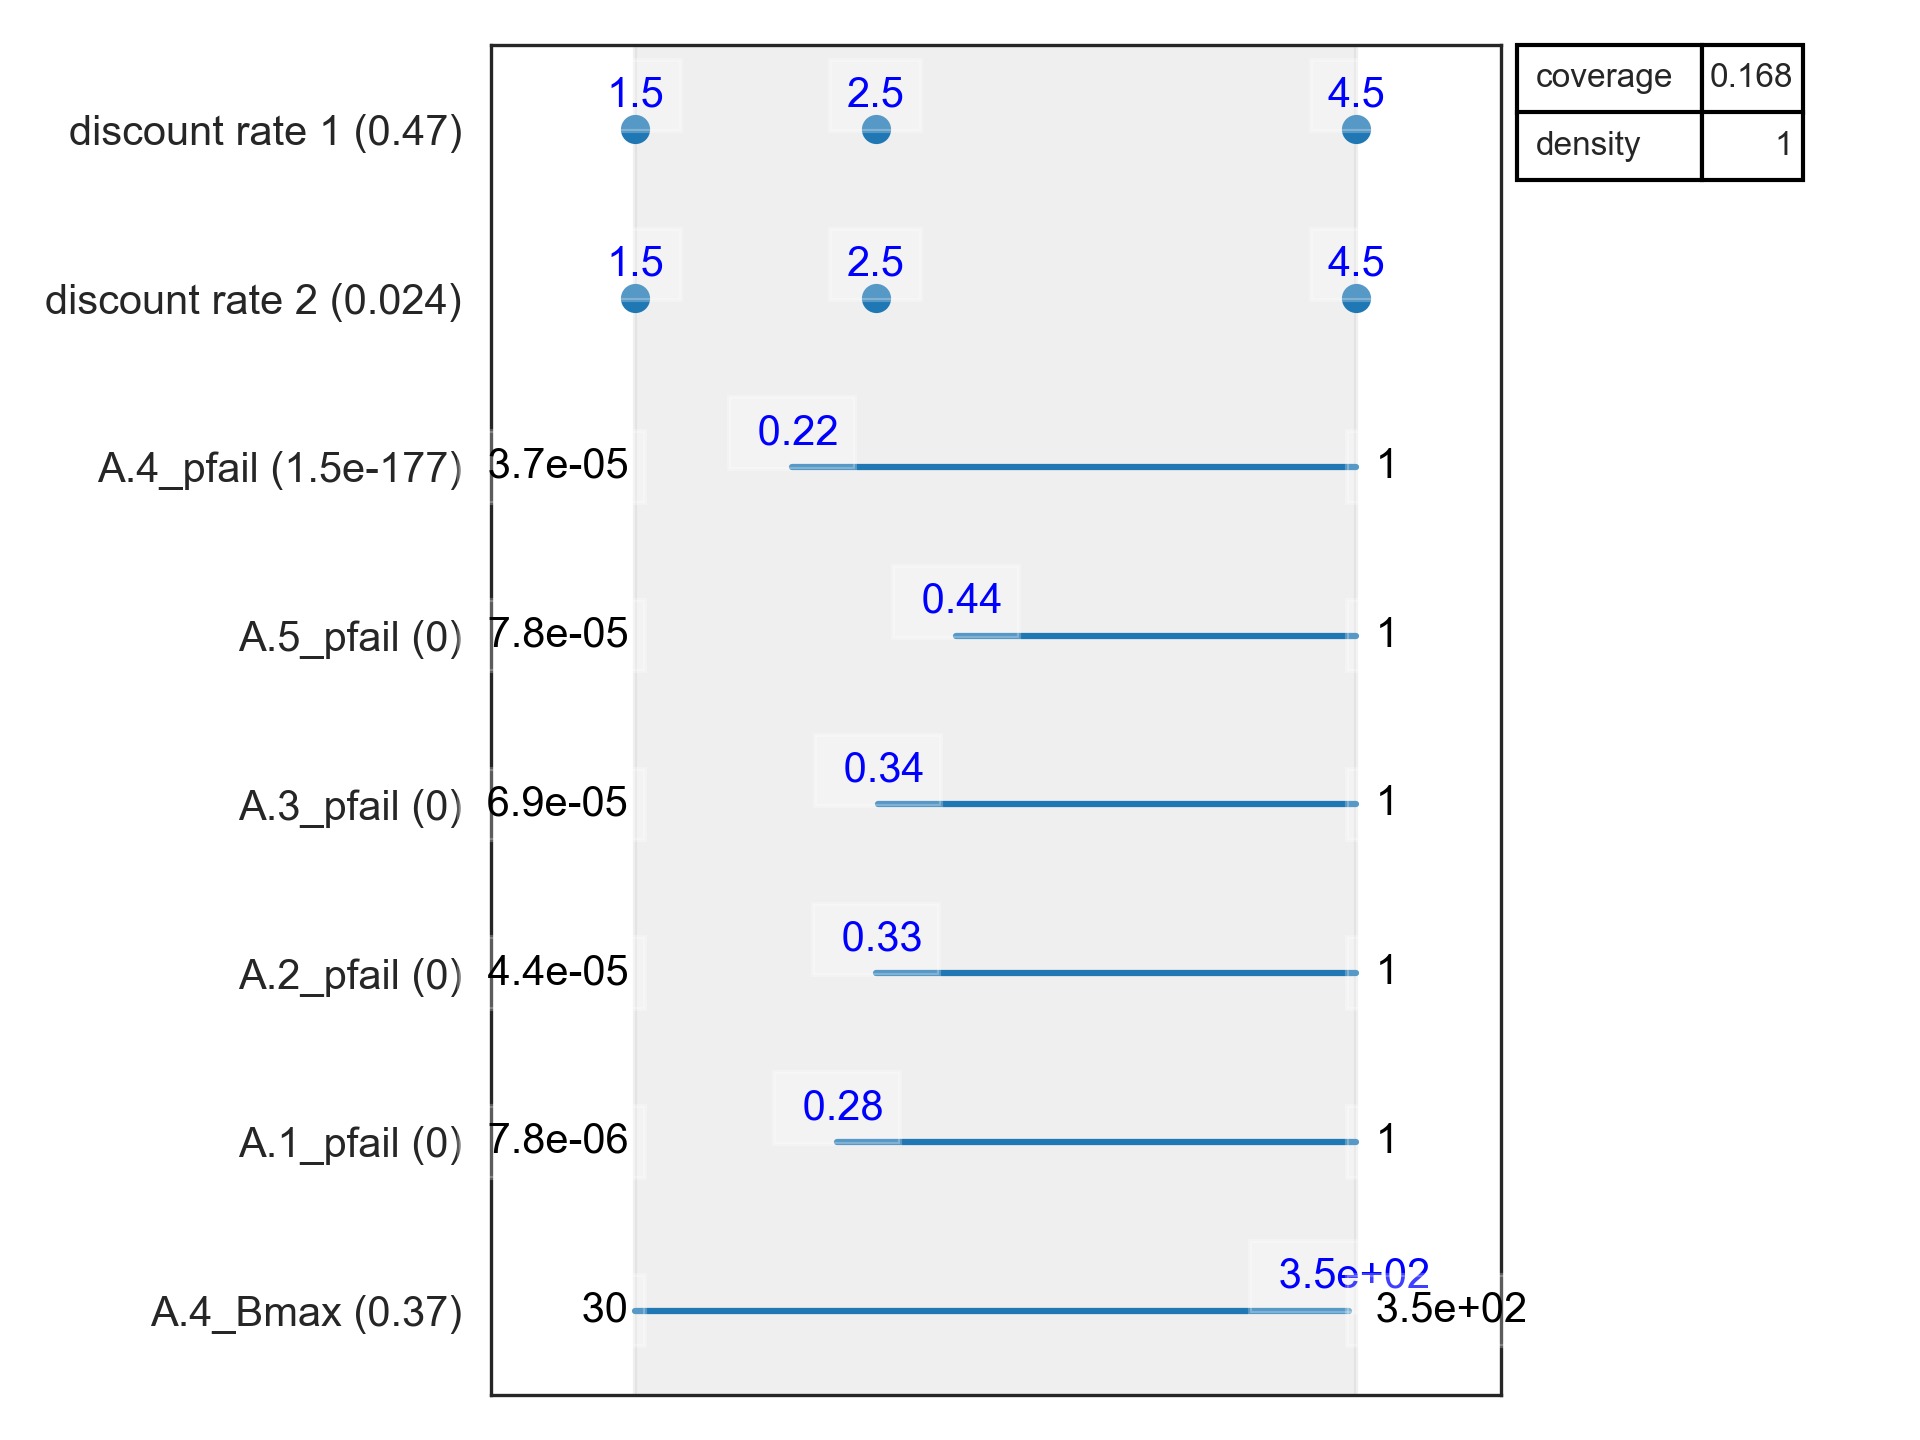 1.5 2.5 4.5
discount rate 1 (0.47)
coverage 0.168
density 1
1.5 2.5 4.5
discount rate 2 (0.024)
0.22
A.4_pfail (1.5e-177) 3.7e-05 1
0.44
A.5_pfail (0) 7.8e-05 1
0.34
A.3_pfail (0) 6.9e-05 1
0.33
A.2_pfail (0) 4.4e-05 1
0.28
A.1_pfail (0) 7.8e-06 1
3.5e+02
A.4_Bmax (0.37) 30 3.5e+02